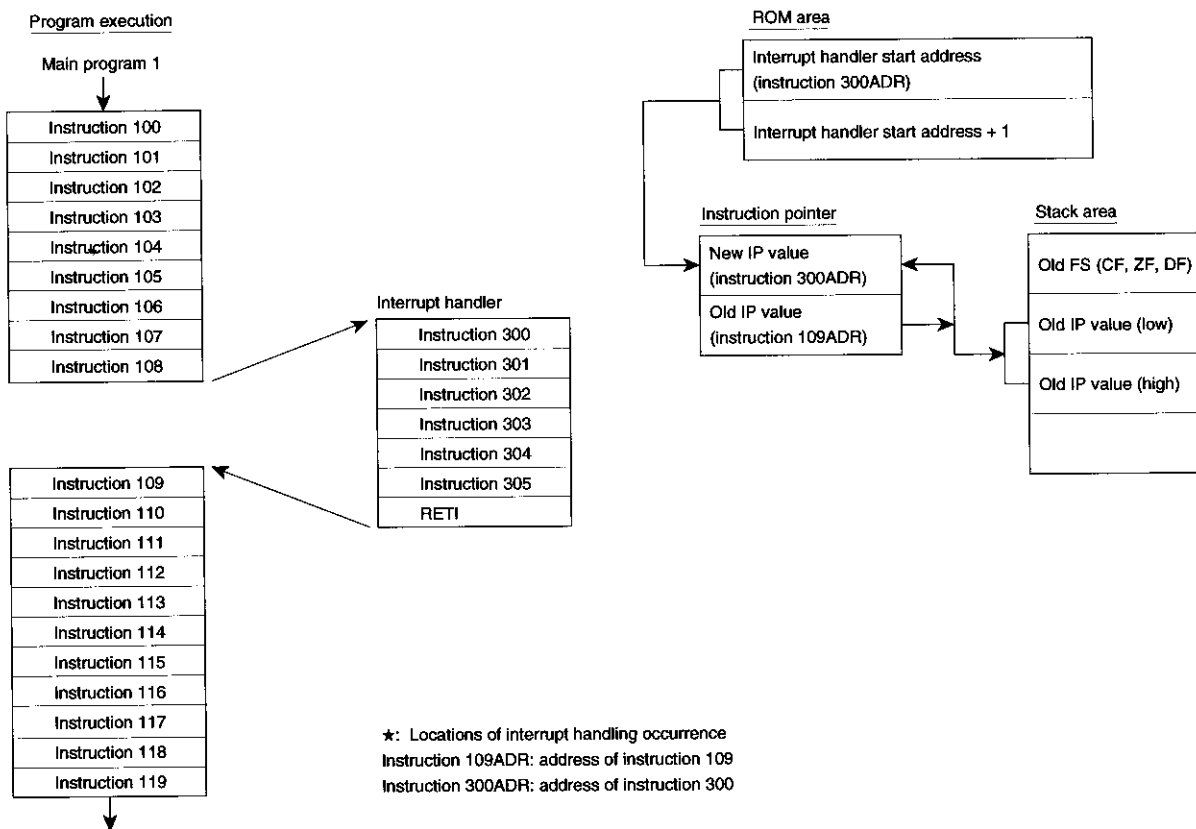 Program execution
Main program 1
Instruction 100
Instruction 101
Instruction 102
Instruction 103
Instruction 104
Instruction 105
Instruction 106
Instruction 107
Instruction 108
Instruction 109
Instruction 110
Instruction 111
Instruction 112
Instruction 113
Instruction 114
Instruction 115
Instruction 116
Instruction 117
Instruction 118
Instruction 119
Interrupt handler
Instruction 300
Instruction 301
Instruction 302
Instruction 303
Instruction 304
Instruction 305
RETI
ROM area
Interrupt handler start address
(instruction 300ADR)
Interrupt handler start address + 1
Instruction pointer
New IP value
(instruction 300ADR)
Old IP value
(instruction 109ADR)
Stack area
Old FS (CF, ZF, DF)
Old IP value (low)
Old IP value (high)
★: Locations of interrupt handling occurrence
Instruction 109ADR: address of instruction 109
Instruction 300ADR: address of instruction 300